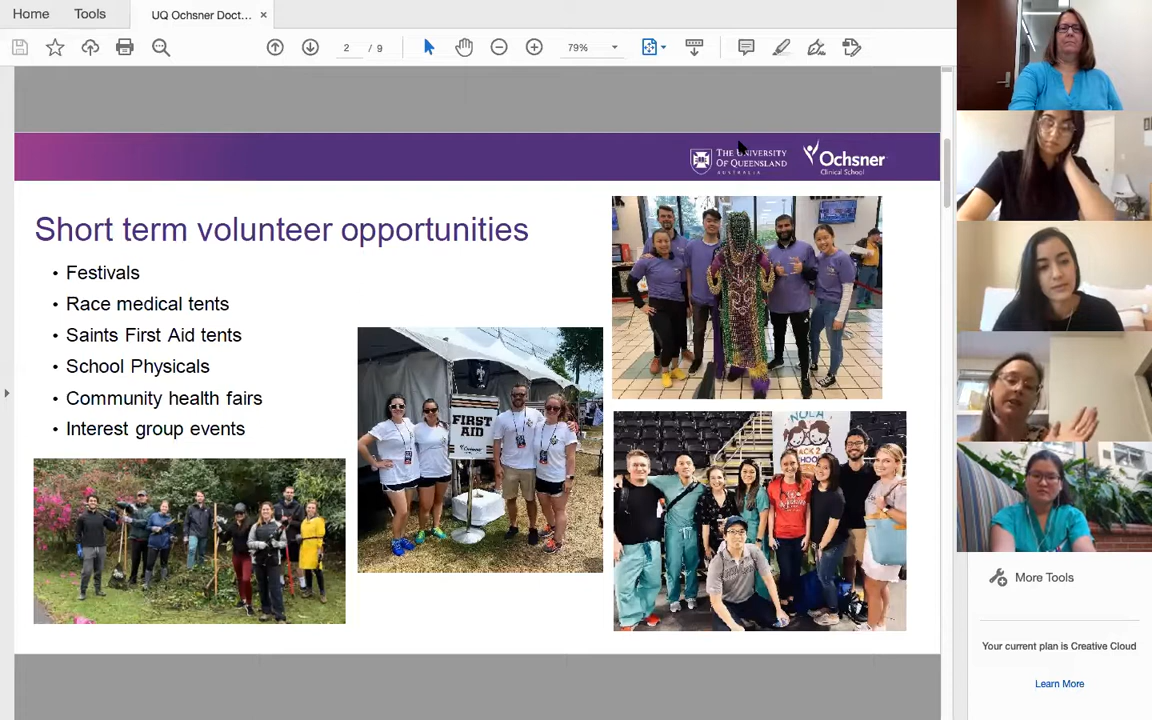 Home
Tools
UQ Ochsner Doct...
2 / 9
79%
THE UNIVERSITY
OF QUEENSLAND
AUSTRALIA
Ochsner
Clinical School
Short term volunteer opportunities
• Festivals
• Race medical tents
• Saints First Aid tents
• School Physicals
• Community health fairs
• Interest group events
FIRST
AID
NOLA
More Tools
Your current plan is Creative Cloud
Learn More